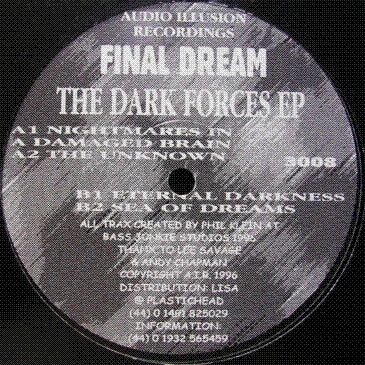 AUDIO ILLUSION
RECORDINGS
FINAL DREAM
THE DARK FORCES EP
A1 NIGHTMARES IN
A DAMAGED BRAIN
A2 THE UNKNOWN
3008
B1 ETERNAL DARKNESS
B2 SEA OF DREAMS
ALL TRAX CREATED BY PHIL KLEIN AT
BASS JUNKIE STUDIOS 1996
THANX TO LEE SAVAGE
& ANDY CHAPMAN
COPYRIGHT A.I.R. 1996
DISTRIBUTION: LISA
@ PLASTICHEAD
(44) 0 1491 825029
INFORMATION:
(44) 0 1932 565459